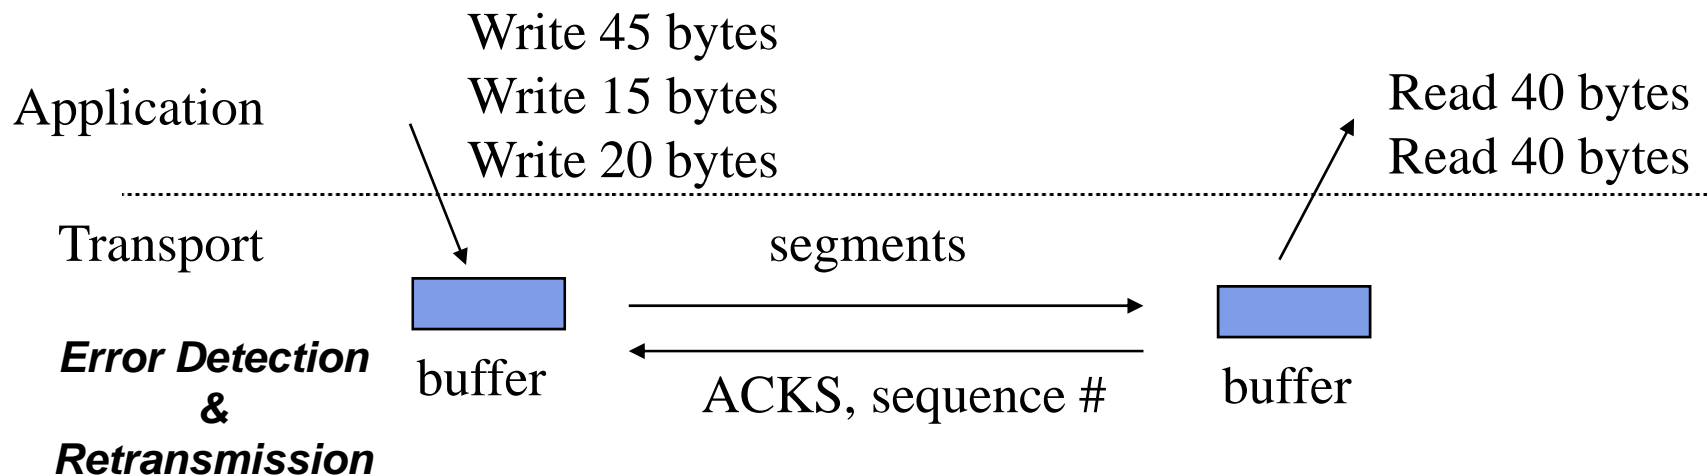 Write 45 bytes
Write 15 bytes
Write 20 bytes
Application
Read 40 bytes
Read 40 bytes
Transport
segments
buffer
ACKS, sequence #
buffer
Error Detection
&
Retransmission